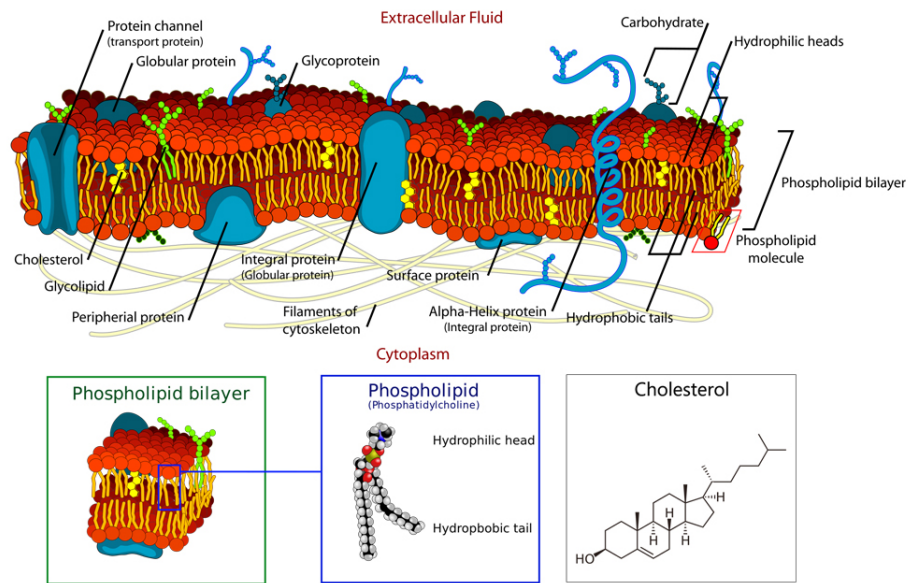 Extracellular Fluid
Protein channel
(transport protein)
Globular protein
Glycoprotein
Carbohydrate
Hydrophilic heads
Phospholipid bilayer
Phospholipid
molecule
Cholesterol
Glycolipid
Peripherial protein
Integral protein
(Globular protein)
Filaments of
cytoskeleton
Surface protein
Alpha-Helix protein
(Integral protein)
Hydrophobic tails
Cytoplasm
Phospholipid bilayer
Phospholipid
(Phosphatidylcholine)
Hydrophilic head
Hydropbobic tail
Cholesterol
H
H
H
H
HO